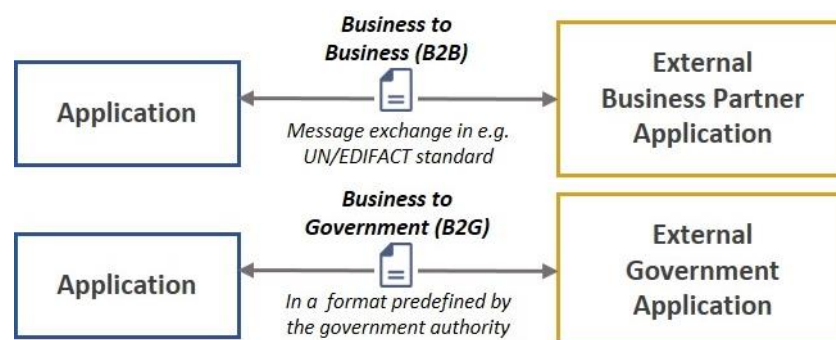 Business to
Business (B2B)
Application
External
Business Partner
Application
Message exchange in e.g.
UN/EDIFACT standard
Business to
Government (B2G)
Application
External
Government
Application
In a format predefined by
the government authority